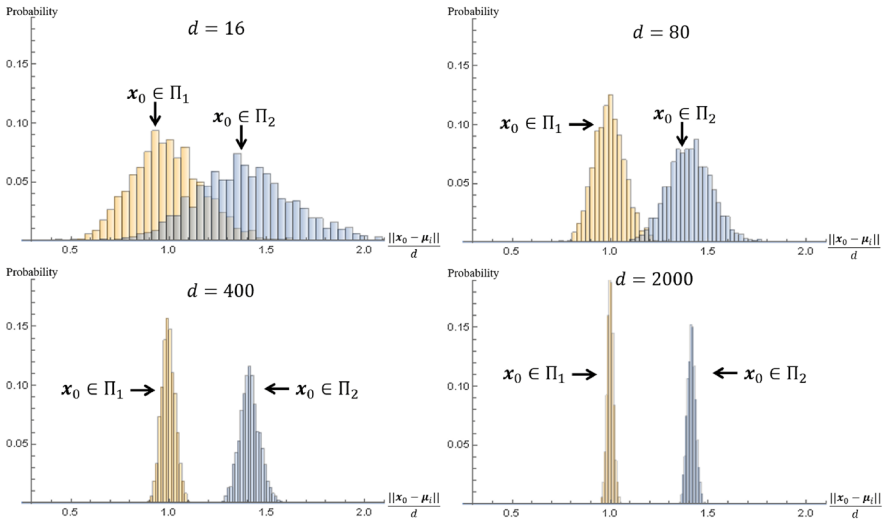 Probability
d = 16
0.15
0.10
0.05
x₀ ∈ Π₁
x₀ ∈ Π₂
0.5 1.0 1.5 2.0
||x₀ − μᵢ||
d
Probability
d = 80
0.15
0.10
0.05
x₀ ∈ Π₁
x₀ ∈ Π₂
0.5 1.0 1.5 2.0
||x₀ − μᵢ||
d
Probability
d = 400
0.15
0.10
0.05
x₀ ∈ Π₁
x₀ ∈ Π₂
0.5 1.0 1.5 2.0
||x₀ − μᵢ||
d
Probability
d = 2000
0.15
0.10
0.05
x₀ ∈ Π₁
x₀ ∈ Π₂
0.5 1.0 1.5 2.0
||x₀ − μᵢ||
d